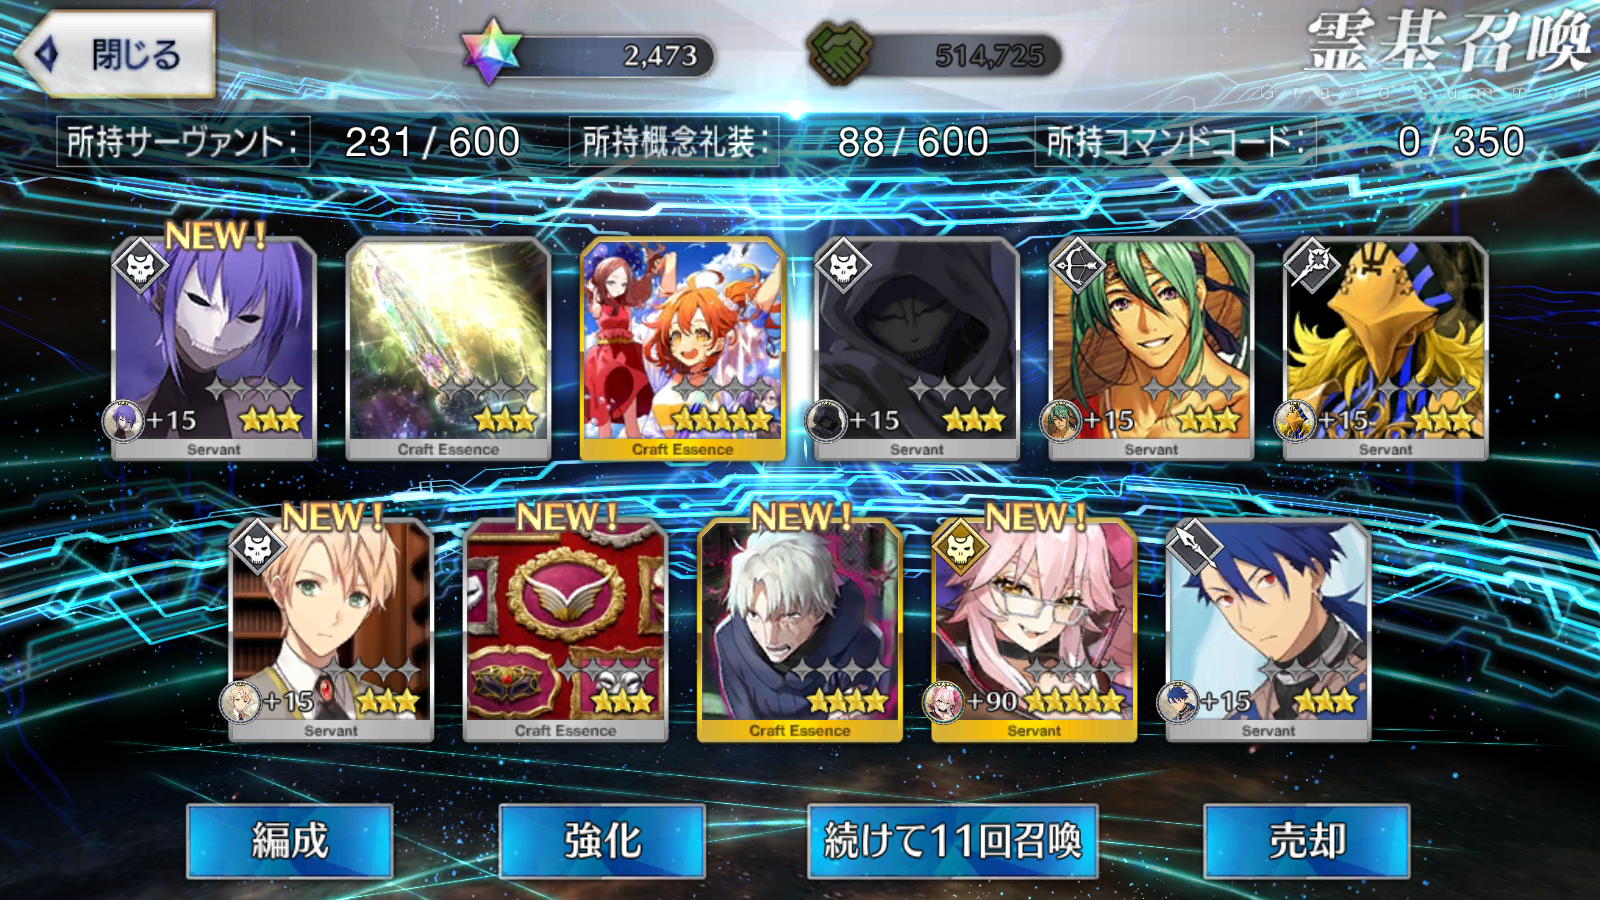 閉じる
2,473
514,725
霊基召喚
Grand summon
所持サーヴァント: 231 / 600
所持概念礼装: 88 / 600
所持コマンドコード: 0 / 350
NEW!
+15
+15
+15
+15
Servant
Craft Essence
Craft Essence
Servant
Servant
Servant
NEW!
NEW!
NEW!
NEW!
+15
+90
+15
Servant
Craft Essence
Craft Essence
Servant
Servant
編成
強化
続けて11回召喚
売却